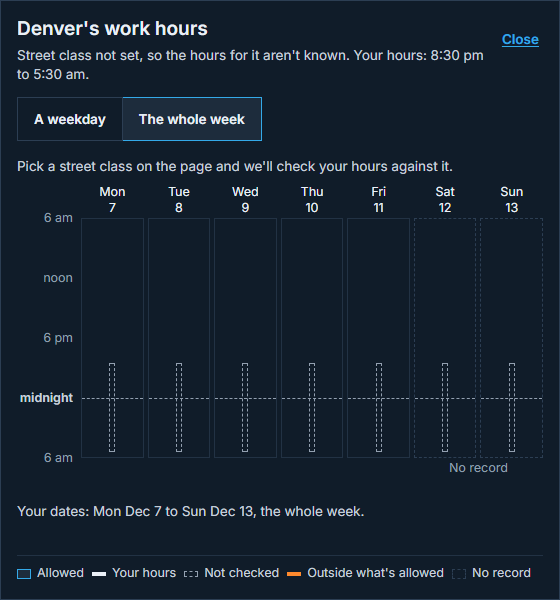 Denver's work hours
Street class not set, so the hours for it aren't known. Your hours: 8:30 pm
to 5:30 am.
Close
A weekday
The whole week
Pick a street class on the page and we'll check your hours against it.
Mon Tue Wed Thu Fri Sat Sun
7 8 9 10 11 12 13
6 am
noon
6 pm
midnight
6 am
No record
Your dates: Mon Dec 7 to Sun Dec 13, the whole week.
Allowed Your hours Not checked Outside what's allowed No record